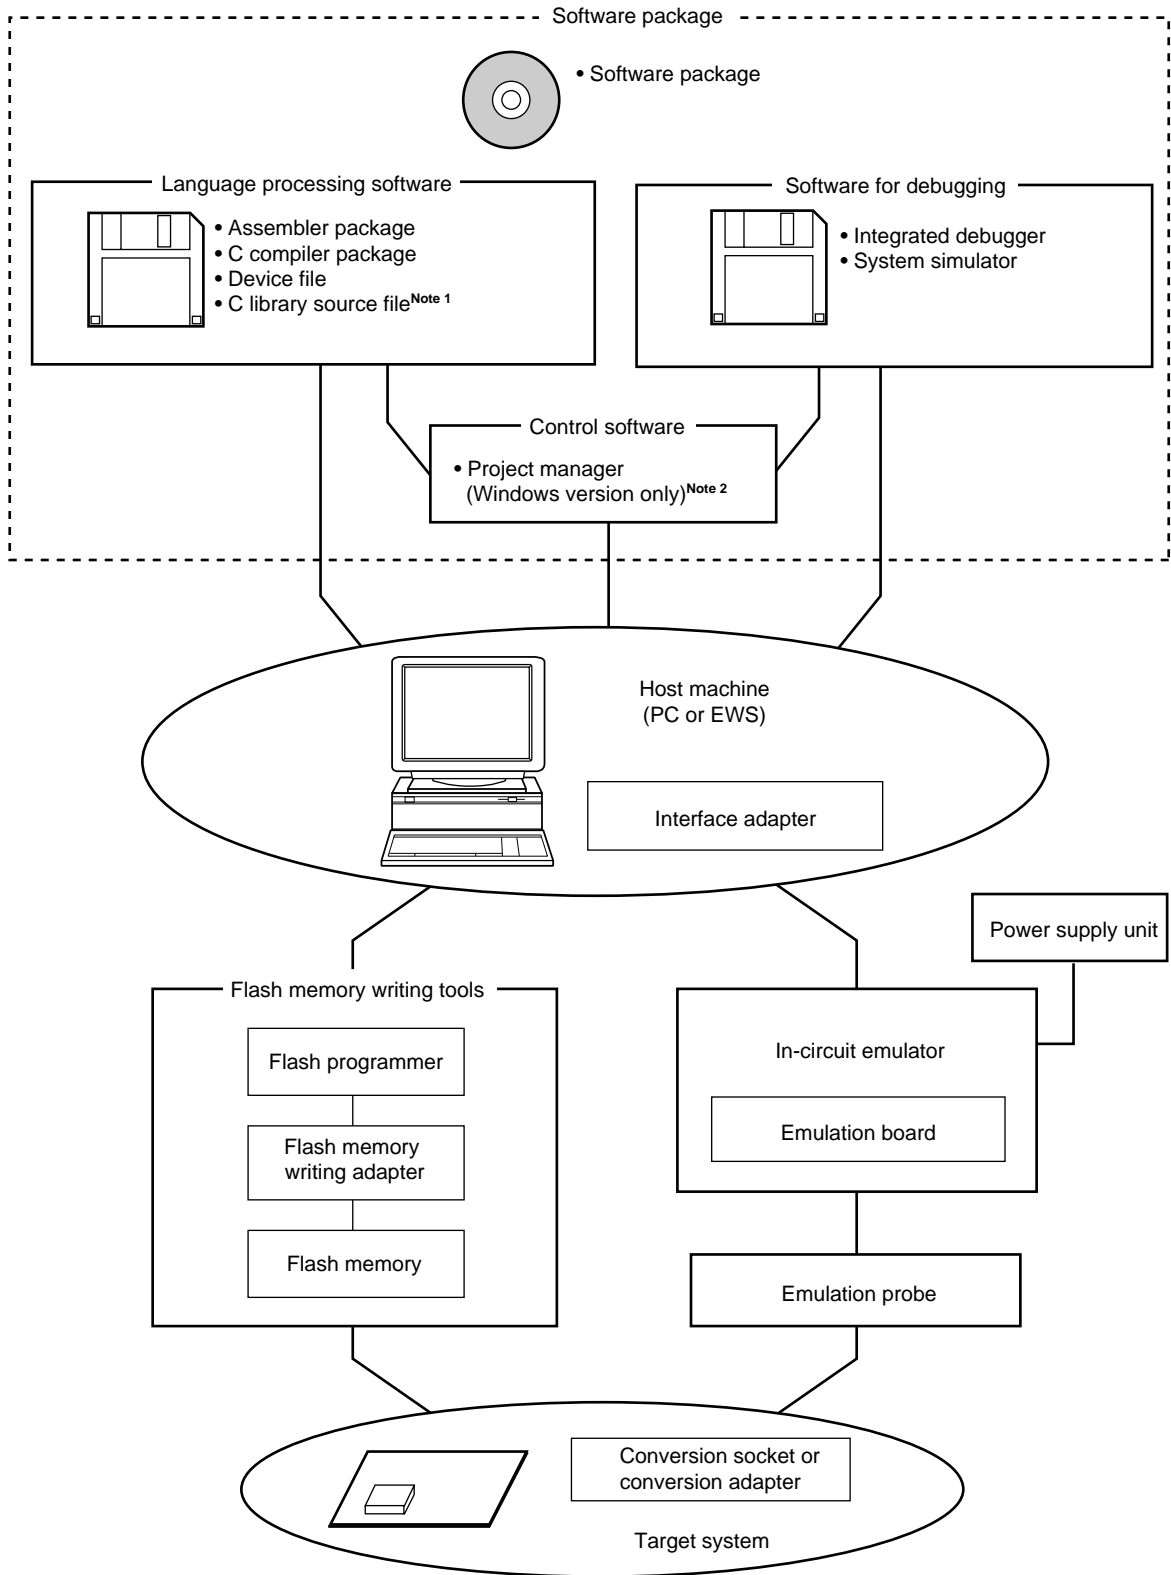 Software package
• Software package
Language processing software
• Assembler package
• C compiler package
• Device file
• C library source fileNote 1
Software for debugging
• Integrated debugger
• System simulator
Control software
• Project manager
(Windows version only)Note 2
Host machine
(PC or EWS)
Interface adapter
Power supply unit
Flash memory writing tools
Flash programmer
Flash memory
writing adapter
Flash memory
In-circuit emulator
Emulation board
Emulation probe
Conversion socket or
conversion adapter
Target system